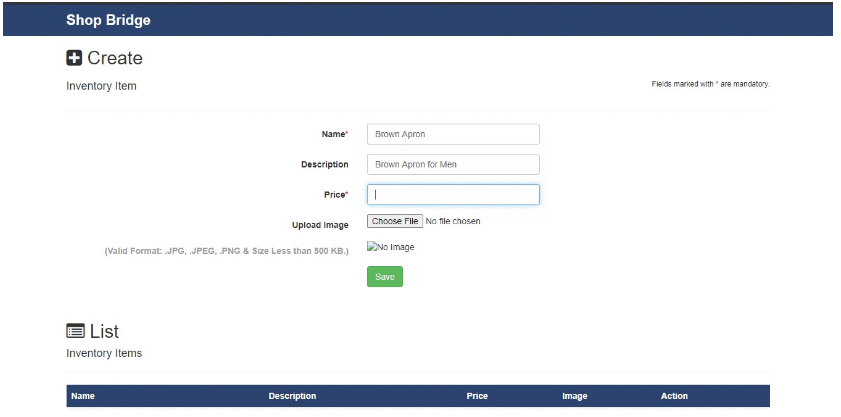 Shop Bridge
Create
Inventory Item
Fields marked with * are mandatory.
Name* Brown Apron
Description Brown Apron for Men
Price*
Upload Image Choose File No file chosen
(Valid Format: .JPG, .JPEG, .PNG & Size Less than 500 KB.) No Image
Save
List
Inventory Items
Name Description Price Image Action